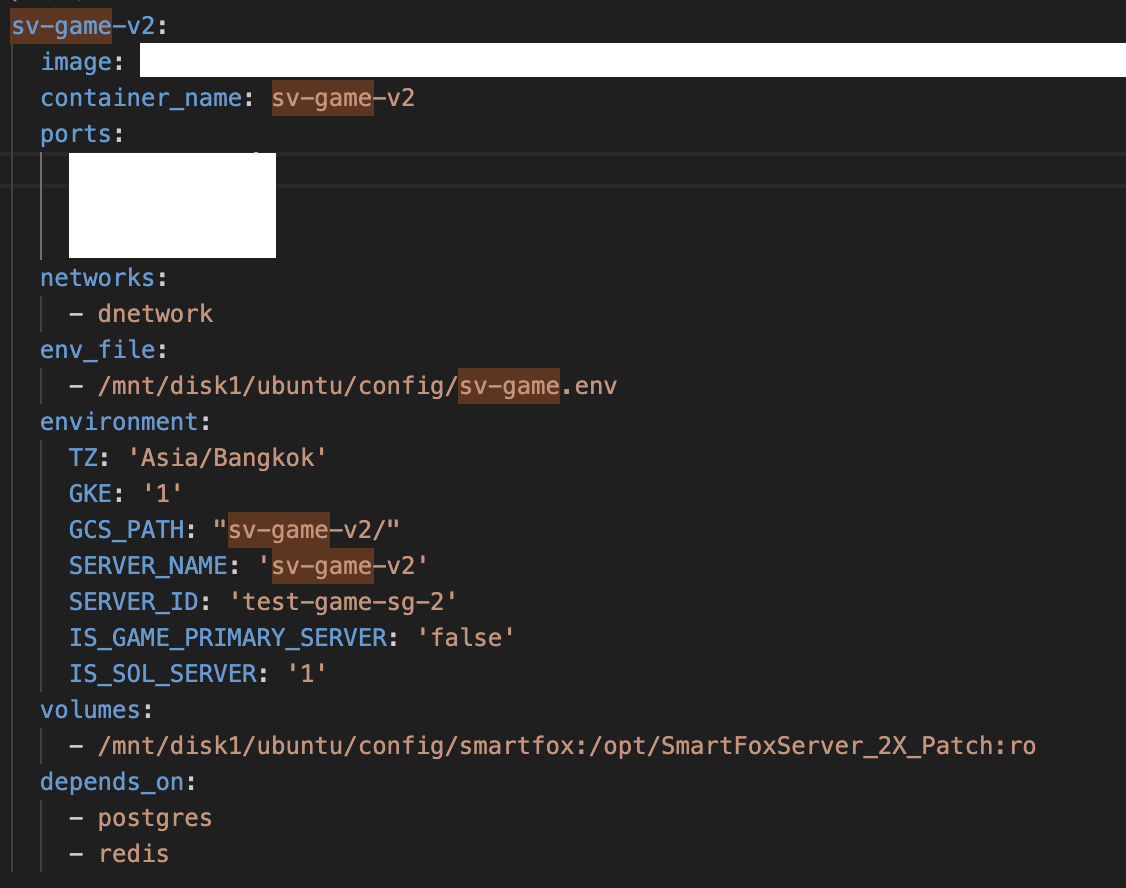 sv-game-v2:
image:
container_name: sv-game-v2
ports:
networks:
- dnetwork
env_file:
- /mnt/disk1/ubuntu/config/sv-game.env
environment:
TZ: 'Asia/Bangkok'
GKE: '1'
GCS_PATH: "sv-game-v2/"
SERVER_NAME: 'sv-game-v2'
SERVER_ID: 'test-game-sg-2'
IS_GAME_PRIMARY_SERVER: 'false'
IS_SOL_SERVER: '1'
volumes:
- /mnt/disk1/ubuntu/config/smartfox:/opt/SmartFoxServer_2X_Patch:ro
depends_on:
- postgres
- redis